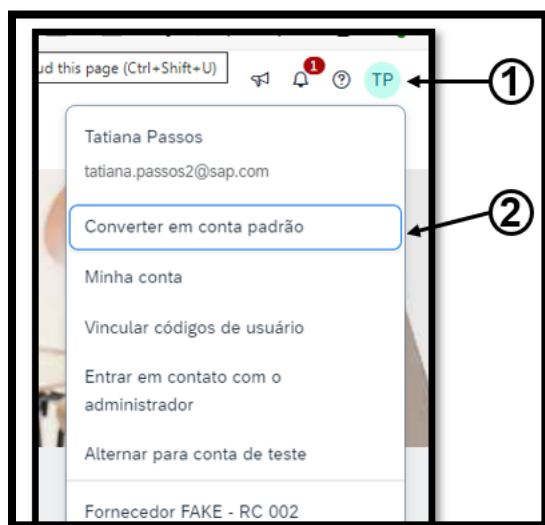 ud this page (Ctrl+Shift+U)
1
TP
1
Tatiana Passos
tatiana.passos2@sap.com
Converter em conta padrão
2
Minha conta
Vincular códigos de usuário
Entrar em contato com o
administrador
Alternar para conta de teste
Fornecedor FAKE - RC 002